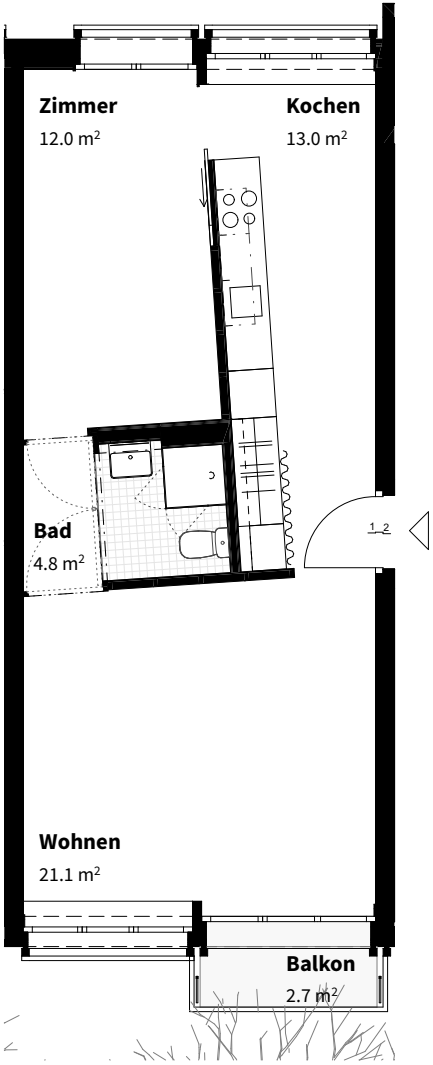 Zimmer
12.0 m²
Kochen
13.0 m²
Bad
4.8 m²
1 2
Wohnen
21.1 m²
Balkon
2.7 m²